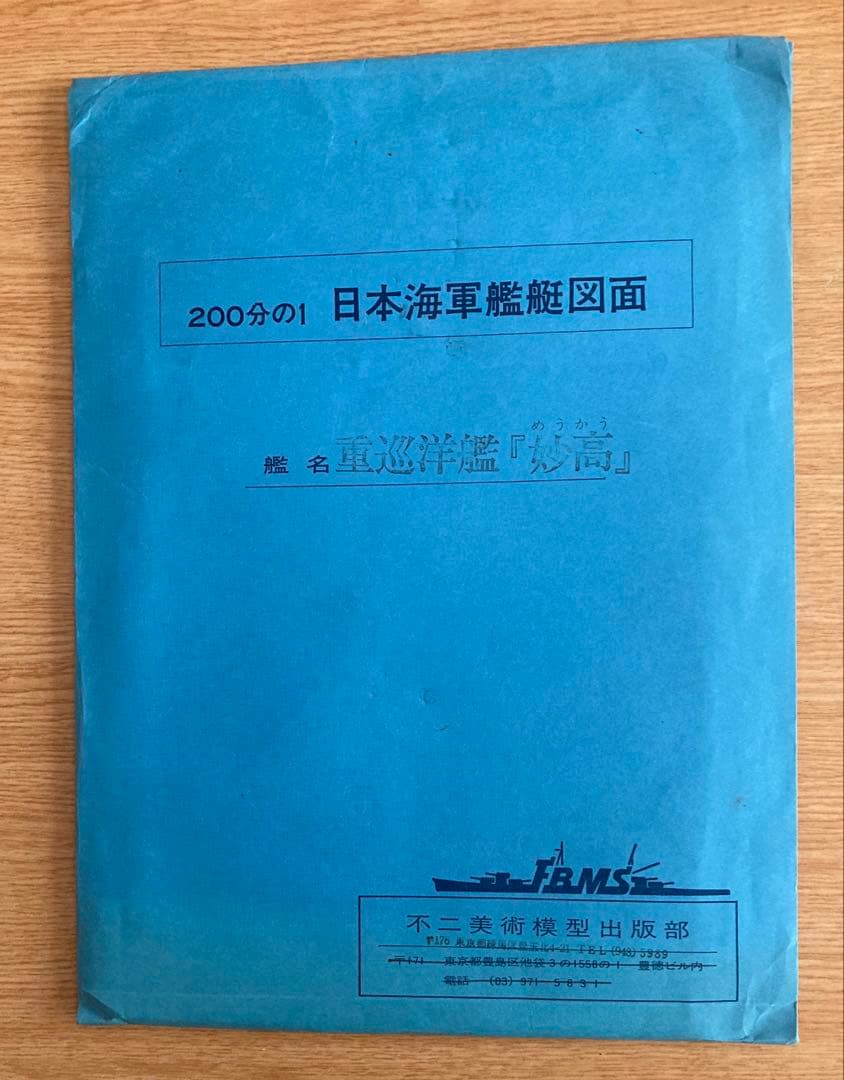 200分の1 日本海軍艦艇図面
めうかう
艦名 重巡洋艦『妙高』
FBMS
不二美術模型出版部
〒176 東京都練馬区豊玉北4-21 TEL (948) 5989
〒171 東京都豊島区池袋3の1558の1 豊徳ビル内
電話 (03) 971 5831